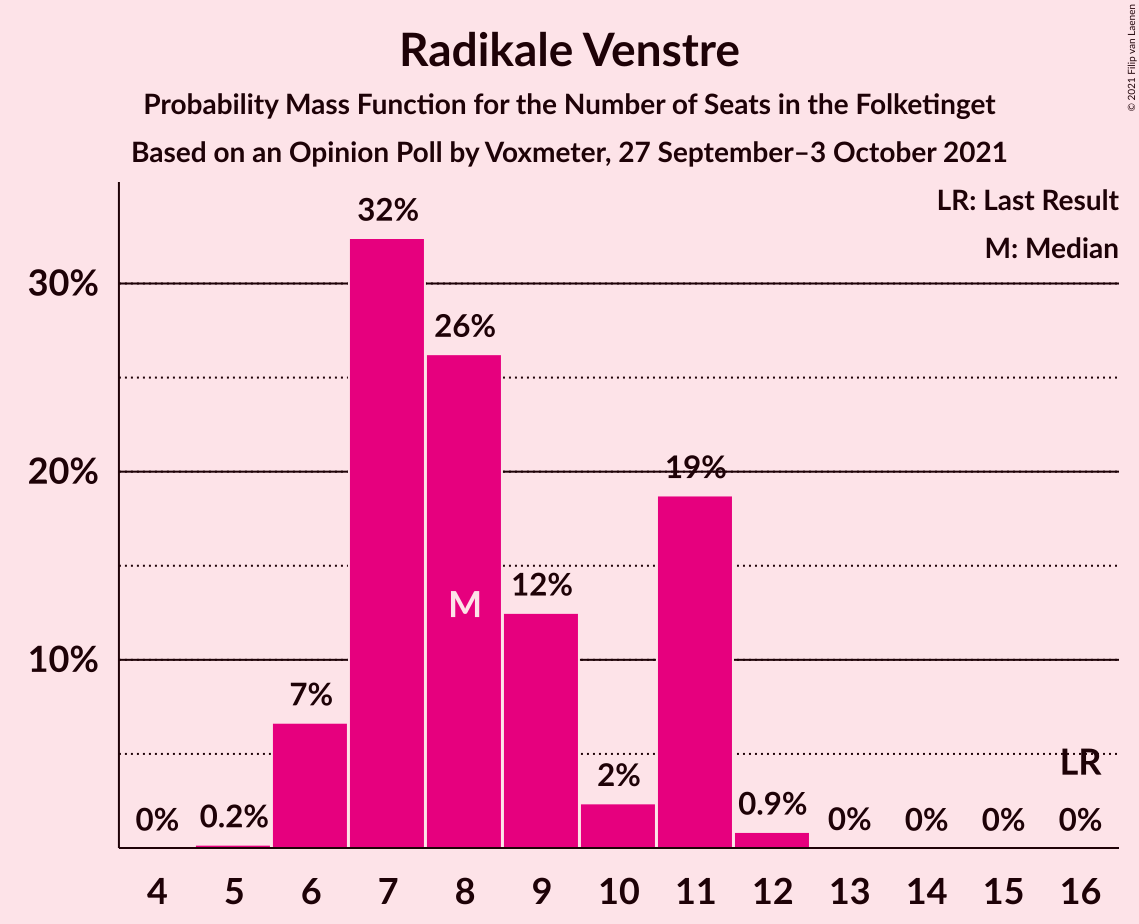 Radikale Venstre
Probability Mass Function for the Number of Seats in the Folketinget
Based on an Opinion Poll by Voxmeter, 27 September–3 October 2021
© 2021 Filip van Laenen
LR: Last Result
M: Median
32%
30%
26%
20%
19%
12%
M
10%
7%
LR
2%
0%
0.2%
0.9%
0%
0%
0%
0%
4 5 6 7 8 9 10 11 12 13 14 15 16